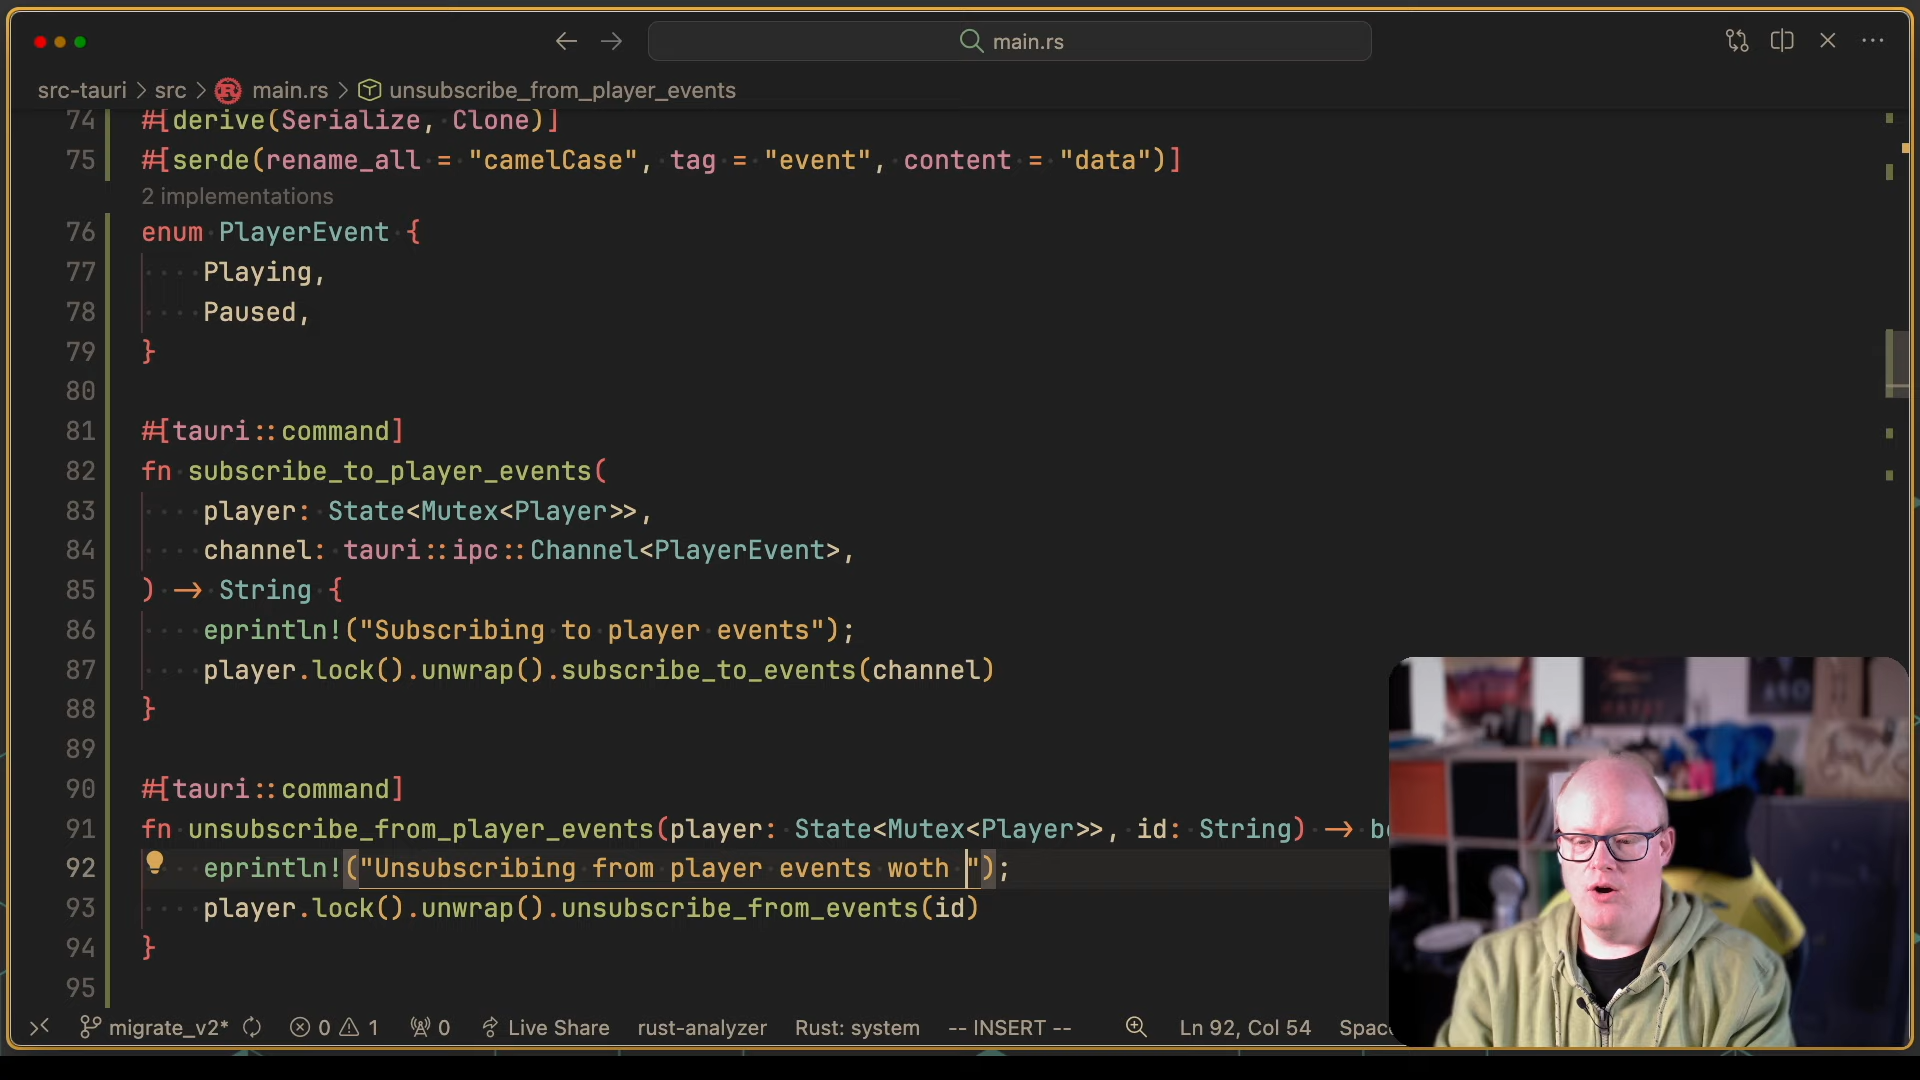 main.rs
src-tauri > src > main.rs > unsubscribe_from_player_events
74 #[derive(Serialize, Clone)]
75 #[serde(rename_all = "camelCase", tag = "event", content = "data")]
2 implementations
76 enum PlayerEvent {
77 Playing,
78 Paused,
79 }
80
81 #[tauri::command]
82 fn subscribe_to_player_events(
83 player: State<Mutex<Player>>,
84 channel: tauri::ipc::Channel<PlayerEvent>,
85 ) -> String {
86 eprintln!("Subscribing to player events");
87 player.lock().unwrap().subscribe_to_events(channel)
88 }
89
90 #[tauri::command]
91 fn unsubscribe_from_player_events(player: State<Mutex<Player>>, id: String) ->
92 eprintln!("Unsubscribing from player events woth ");
93 player.lock().unwrap().unsubscribe_from_events(id)
94 }
95
migrate_v2* 0 1 0 Live Share rust-analyzer Rust: system -- INSERT -- Ln 92, Col 54